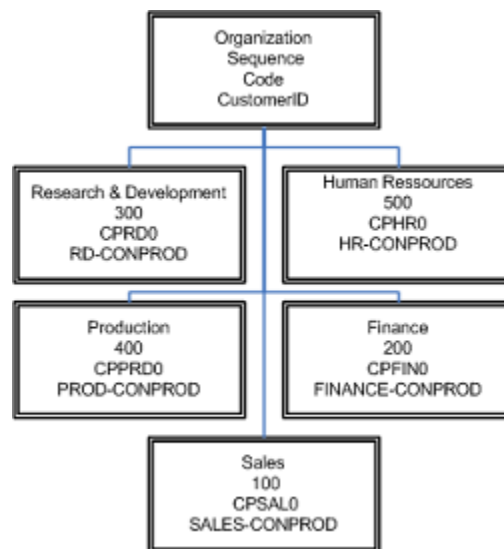 Organization
Sequence
Code
CustomerID
Research & Development
300
CPRD0
RD-CONPROD
Human Ressources
500
CPHR0
HR-CONPROD
Production
400
CPPRD0
PROD-CONPROD
Finance
200
CPFIN0
FINANCE-CONPROD
Sales
100
CPSAL0
SALES-CONPROD